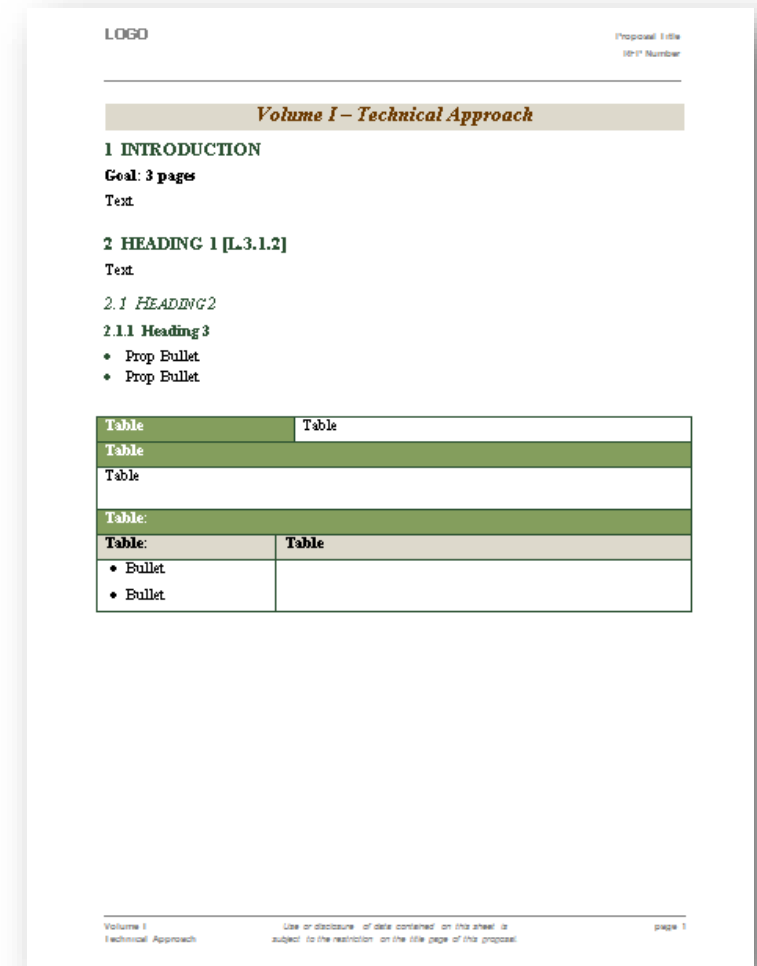 LOGO
Proposal Title
RFP Number
Volume I – Technical Approach
1 INTRODUCTION
Goal: 3 pages
Text
2 HEADING 1 [L.3.1.2]
Text
2.1 HEADING 2
2.1.1 Heading 3
• Prop Bullet
• Prop Bullet
Table Table
Table
Table
Table:
Table: Table
• Bullet
• Bullet
Volume I Use or disclosure of data contained on this sheet is page 1
Technical Approach subject to the restriction on the title page of this proposal.